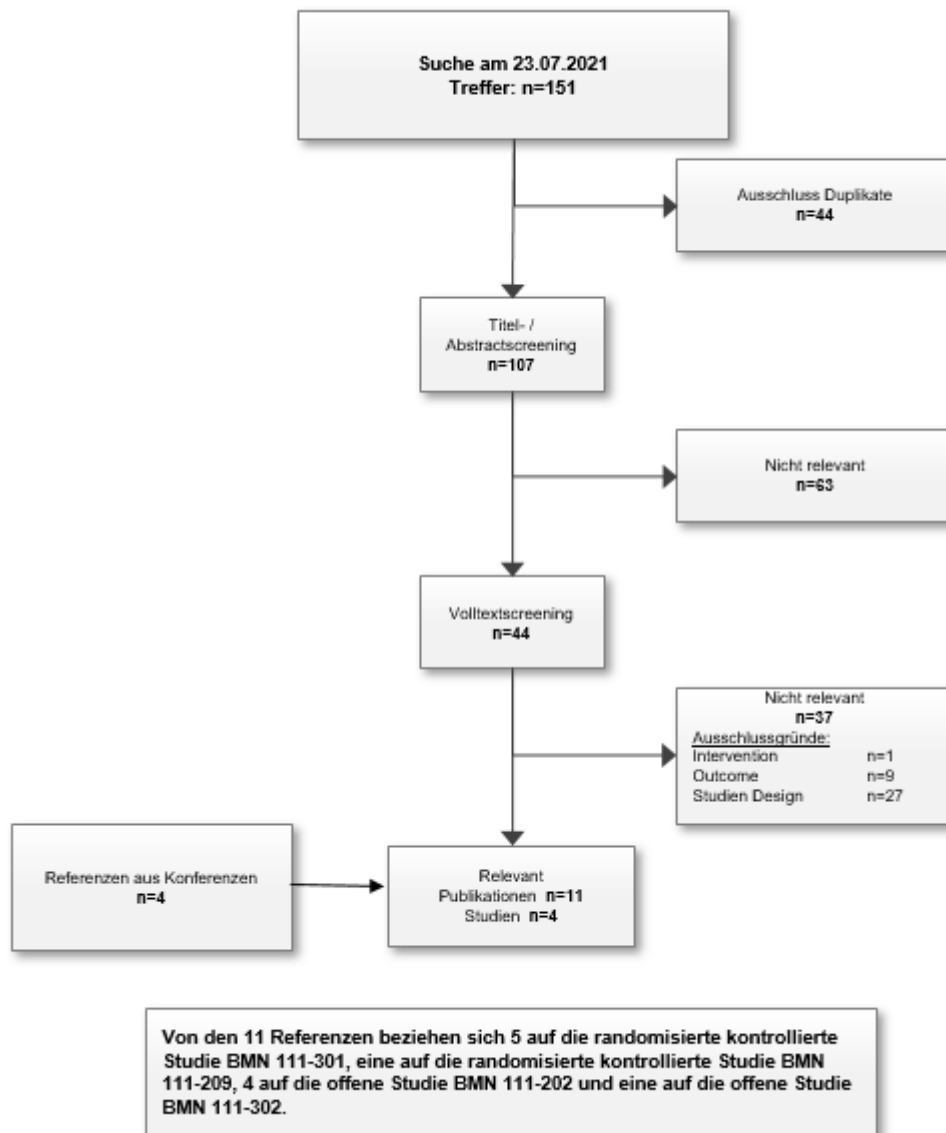 Suche am 23.07.2021
Treffer: n=151
Ausschluss Duplikate
n=44
Titel- /
Abstractscreening
n=107
Nicht relevant
n=63
Volltextscreening
n=44
Nicht relevant
n=37
Ausschlussgründe:
Intervention n=1
Outcome n=9
Studien Design n=27
Referenzen aus Konferenzen
n=4
Relevant
Publikationen n=11
Studien n=4
Von den 11 Referenzen beziehen sich 5 auf die randomisierte kontrollierte
Studie BMN 111-301, eine auf die randomisierte kontrollierte Studie BMN
111-209, 4 auf die offene Studie BMN 111-202 und eine auf die offene Studie
BMN 111-302.